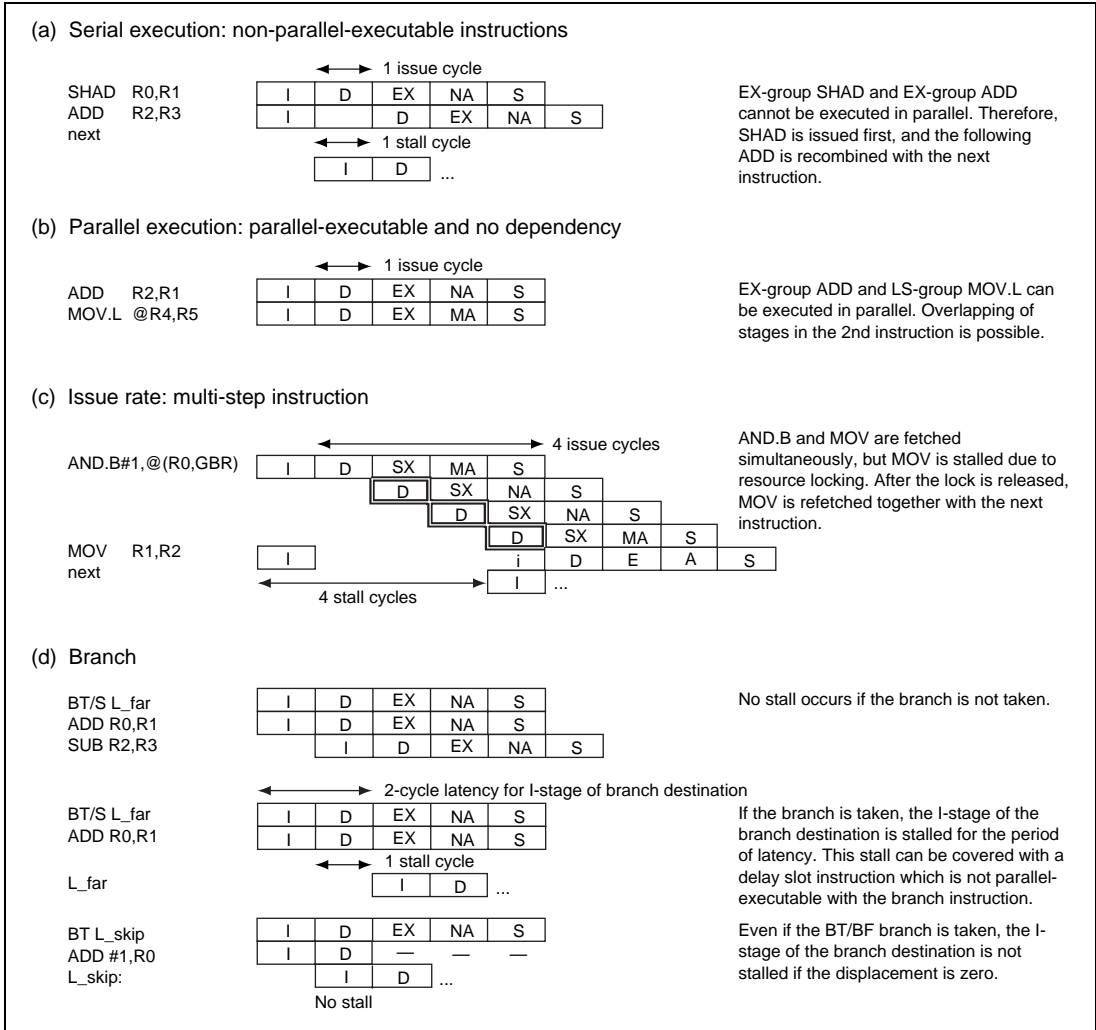 (a) Serial execution: non-parallel-executable instructions
1 issue cycle
SHAD R0,R1 I D EX NA S
ADD R2,R3 I D EX NA S
next
1 stall cycle
I D ...
EX-group SHAD and EX-group ADD
cannot be executed in parallel. Therefore,
SHAD is issued first, and the following
ADD is recombined with the next
instruction.
(b) Parallel execution: parallel-executable and no dependency
1 issue cycle
ADD R2,R1 I D EX NA S
MOV.L @R4,R5 I D EX MA S
EX-group ADD and LS-group MOV.L can
be executed in parallel. Overlapping of
stages in the 2nd instruction is possible.
(c) Issue rate: multi-step instruction
4 issue cycles
AND.B#1,@(R0,GBR) I D SX MA S
D SX NA S
D SX NA S
D SX MA S
MOV R1,R2 I i D E A S
next I ...
4 stall cycles
AND.B and MOV are fetched
simultaneously, but MOV is stalled due to
resource locking. After the lock is released,
MOV is refetched together with the next
instruction.
(d) Branch
BT/S L_far I D EX NA S
ADD R0,R1 I D EX NA S
SUB R2,R3 I D EX NA S
No stall occurs if the branch is not taken.
2-cycle latency for I-stage of branch destination
BT/S L_far I D EX NA S
ADD R0,R1 I D EX NA S
1 stall cycle
L_far I D ...
If the branch is taken, the I-stage of the
branch destination is stalled for the period
of latency. This stall can be covered with a
delay slot instruction which is not parallel-
executable with the branch instruction.
BT L_skip I D EX NA S
ADD #1,R0 I D — — —
L_skip: I D ...
No stall
Even if the BT/BF branch is taken, the I-
stage of the branch destination is not
stalled if the displacement is zero.